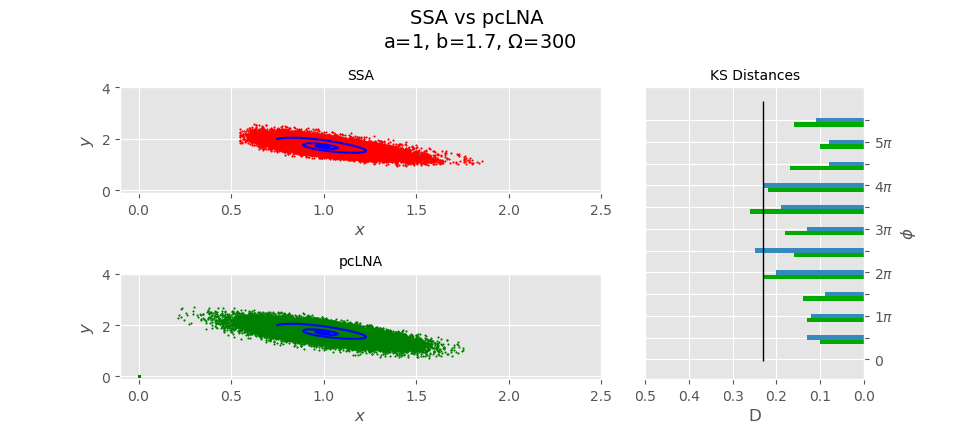 SSA vs pcLNA
a=1, b=1.7, Ω=300
SSA
4
2
0
y
0.0 0.5 1.0 1.5 2.0 2.5
x
pcLNA
4
2
0
y
0.0 0.5 1.0 1.5 2.0 2.5
x
KS Distances
5π
4π
3π
2π
1π
0
ϕ
0.5 0.4 0.3 0.2 0.1 0.0
D